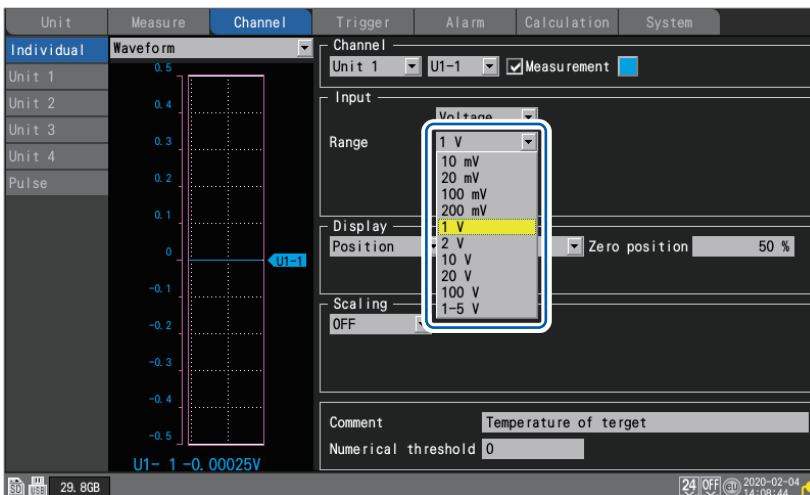 Unit Measure Channel Trigger Alarm Calculation System
Individual
Unit 1
Unit 2
Unit 3
Unit 4
Pulse
Waveform
0.5
0.4
0.3
0.2
0.1
0
-0.1
-0.2
-0.3
-0.4
-0.5
U1-1
U1- 1 -0.00025V
Channel
Unit 1 U1-1 Measurement
Input
Voltage
Range 1 V
10 mV
20 mV
100 mV
200 mV
1 V
2 V
10 V
20 V
100 V
1-5 V
Display
Position Zero position 50 %
Scaling
OFF
Comment Temperature of terget
Numerical threshold 0
SD USB 29.8GB
24 OFF 2020-02-04
14:08:44